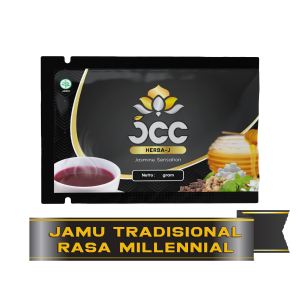 JCC
HERBA-J
Jasmine Sensation
Netto : gram
JAMU TRADISIONAL
RASA MILLENNIAL